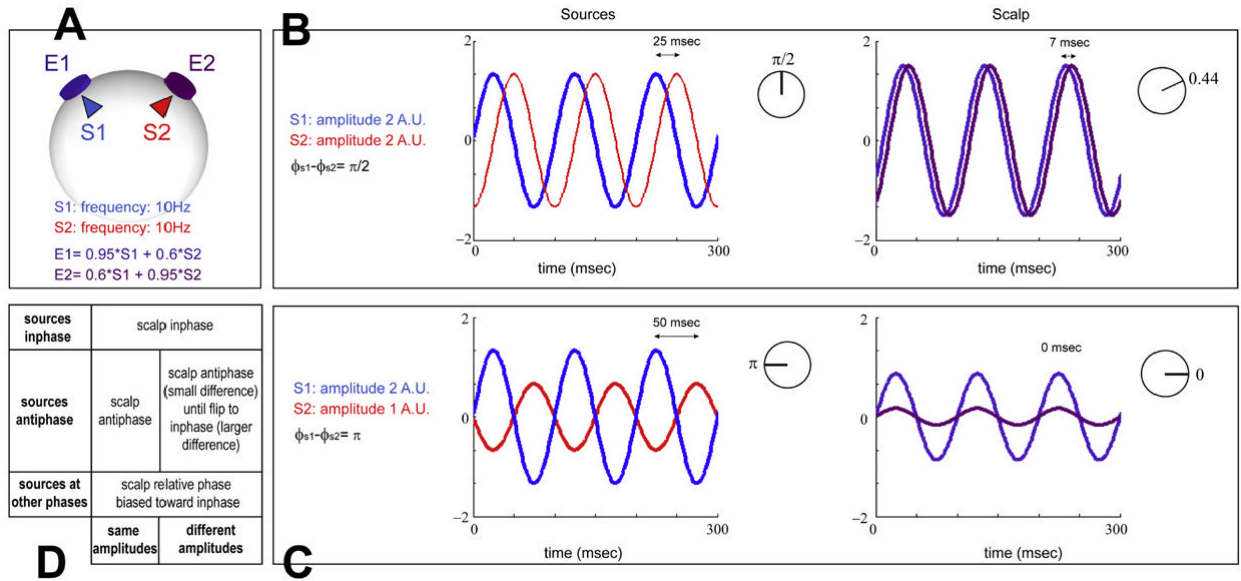 A
E1
E2
S1
S2
S1: frequency: 10Hz
S2: frequency: 10Hz
E1= 0.95*S1 + 0.6*S2
E2= 0.6*S1 + 0.95*S2
B
Sources
Scalp
S1: amplitude 2 A.U.
S2: amplitude 2 A.U.
ϕs1-ϕs2= π/2
2
0
−2
25 msec
0
300
time (msec)
π/2
2
0
−2
7 msec
0
300
time (msec)
0.44
C
S1: amplitude 2 A.U.
S2: amplitude 1 A.U.
ϕs1-ϕs2= π
2
0
−2
50 msec
0
300
time (msec)
π
2
0
−2
0 msec
0
300
time (msec)
0
D
sources
inphase
scalp inphase
sources
antiphase
scalp
antiphase
scalp antiphase
(small difference)
until flip to
inphase (larger
difference)
sources at
other phases
scalp relative phase
biased toward inphase
same
amplitudes
different
amplitudes